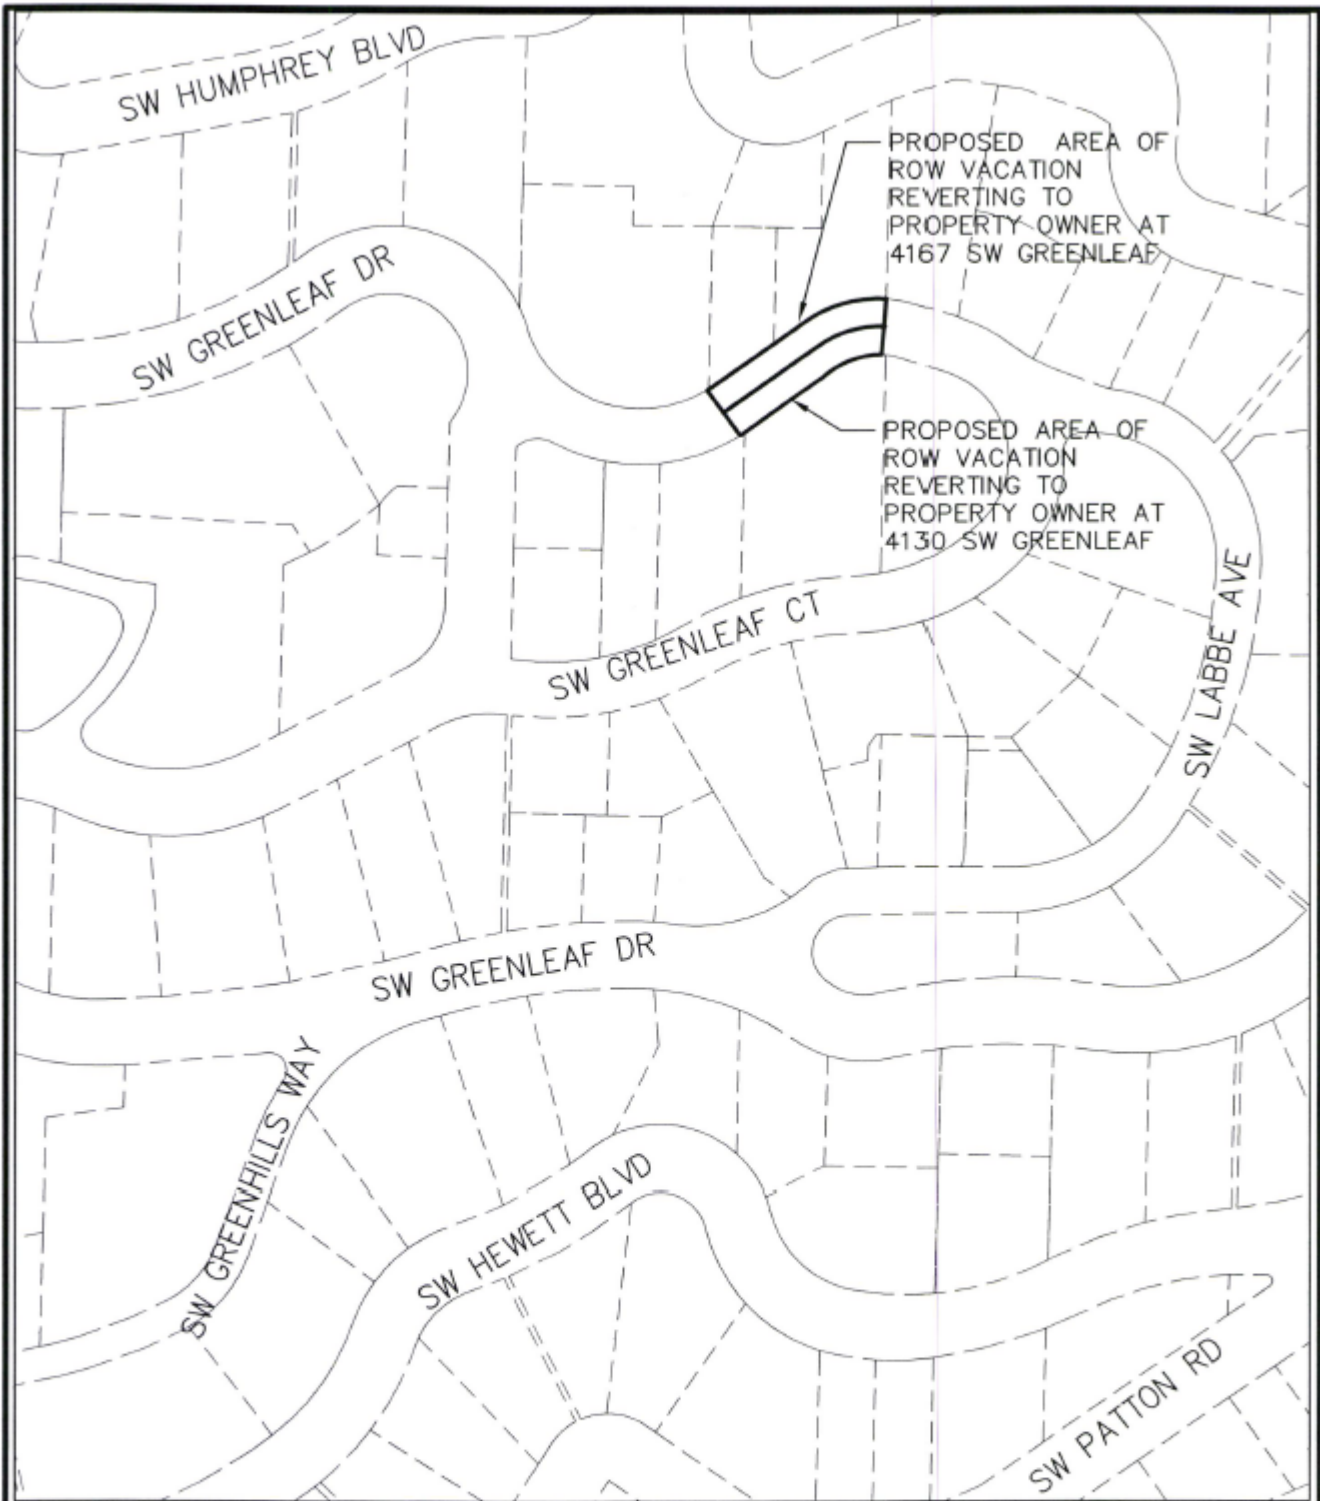 SW HUMPHREY BLVD
PROPOSED AREA OF
ROW VACATION
REVERTING TO
PROPERTY OWNER AT
4167 SW GREENLEAF
SW GREENLEAF DR
PROPOSED AREA OF
ROW VACATION
REVERTING TO
PROPERTY OWNER AT
4130 SW GREENLEAF
SW GREENLEAF CT
SW LABBE AVE
SW GREENLEAF DR
SW GREENHILLS WAY
SW HEWETT BLVD
SW PATTON RD